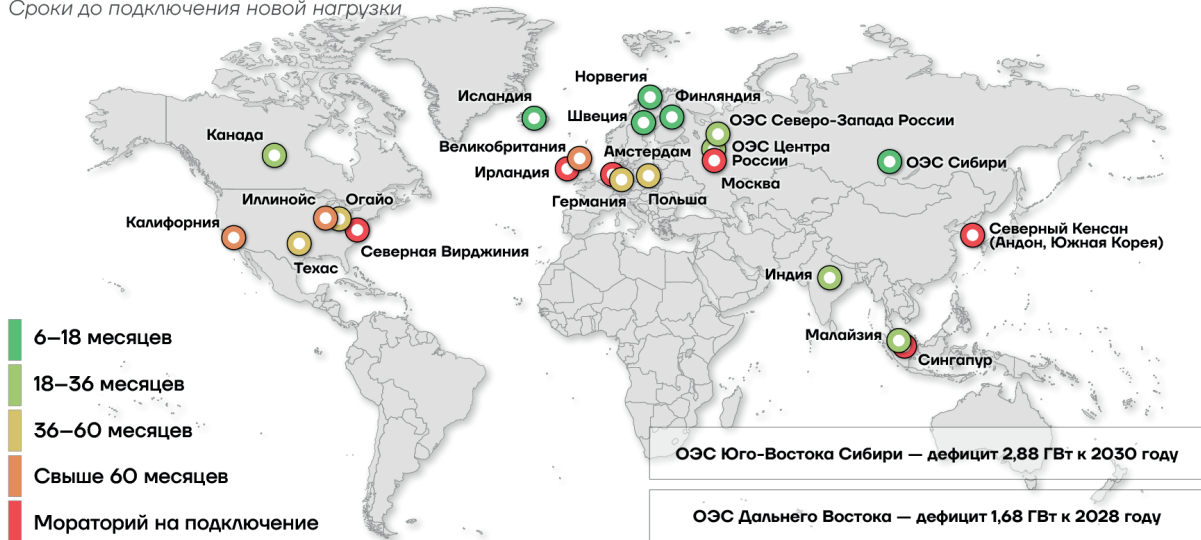 Сроки до подключения новой нагрузки
Норвегия
Исландия
Финляндия
Швеция
ОЭС Северо-Запада России
Канада
Великобритания
Амстердам
ОЭС Центра
России
ОЭС Сибири
Ирландия
Москва
Германия
Польша
Иллинойс
Огайо
Калифорния
Северная Вирджиния
Северный Кенсан
(Андон, Южная Корея)
Техас
Индия
Малайзия
Сингапур
6–18 месяцев
18–36 месяцев
36–60 месяцев
Свыше 60 месяцев
Мораторий на подключение
ОЭС Юго-Востока Сибири — дефицит 2,88 ГВт к 2030 году
ОЭС Дальнего Востока — дефицит 1,68 ГВт к 2028 году